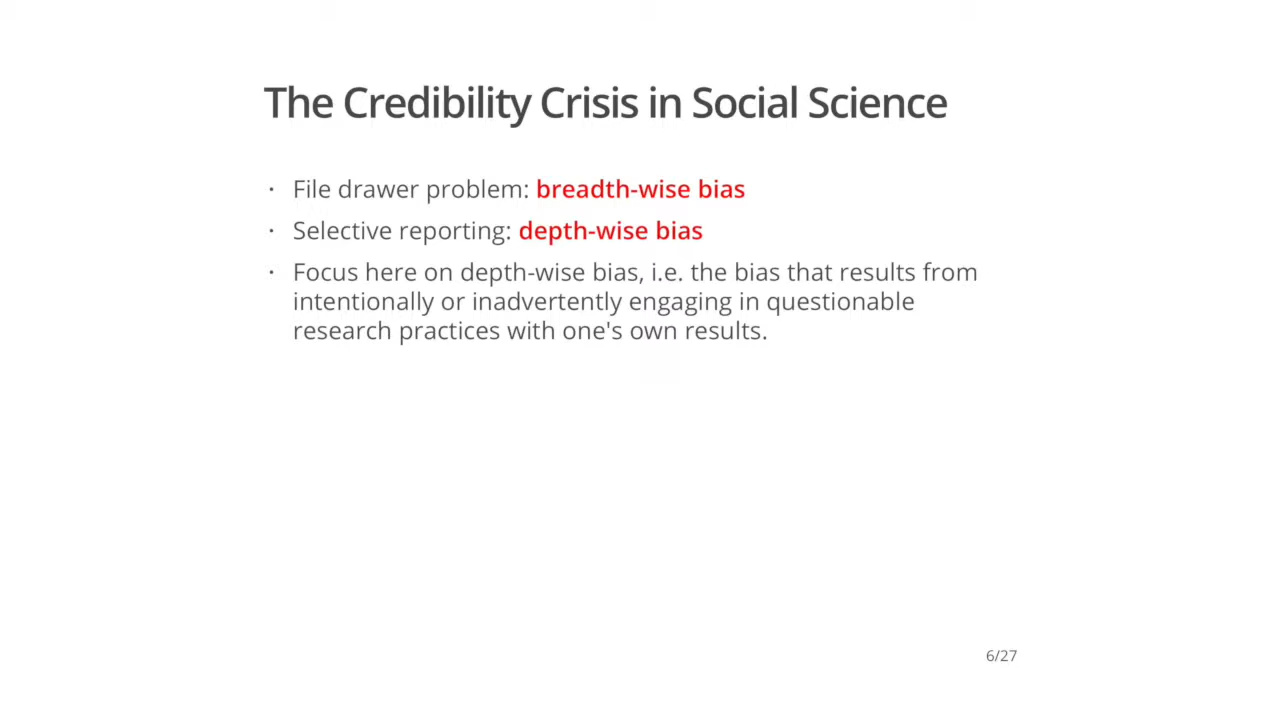 The Credibility Crisis in Social Science
· File drawer problem: breadth-wise bias
· Selective reporting: depth-wise bias
· Focus here on depth-wise bias, i.e. the bias that results from
intentionally or inadvertently engaging in questionable
research practices with one's own results.
6/27